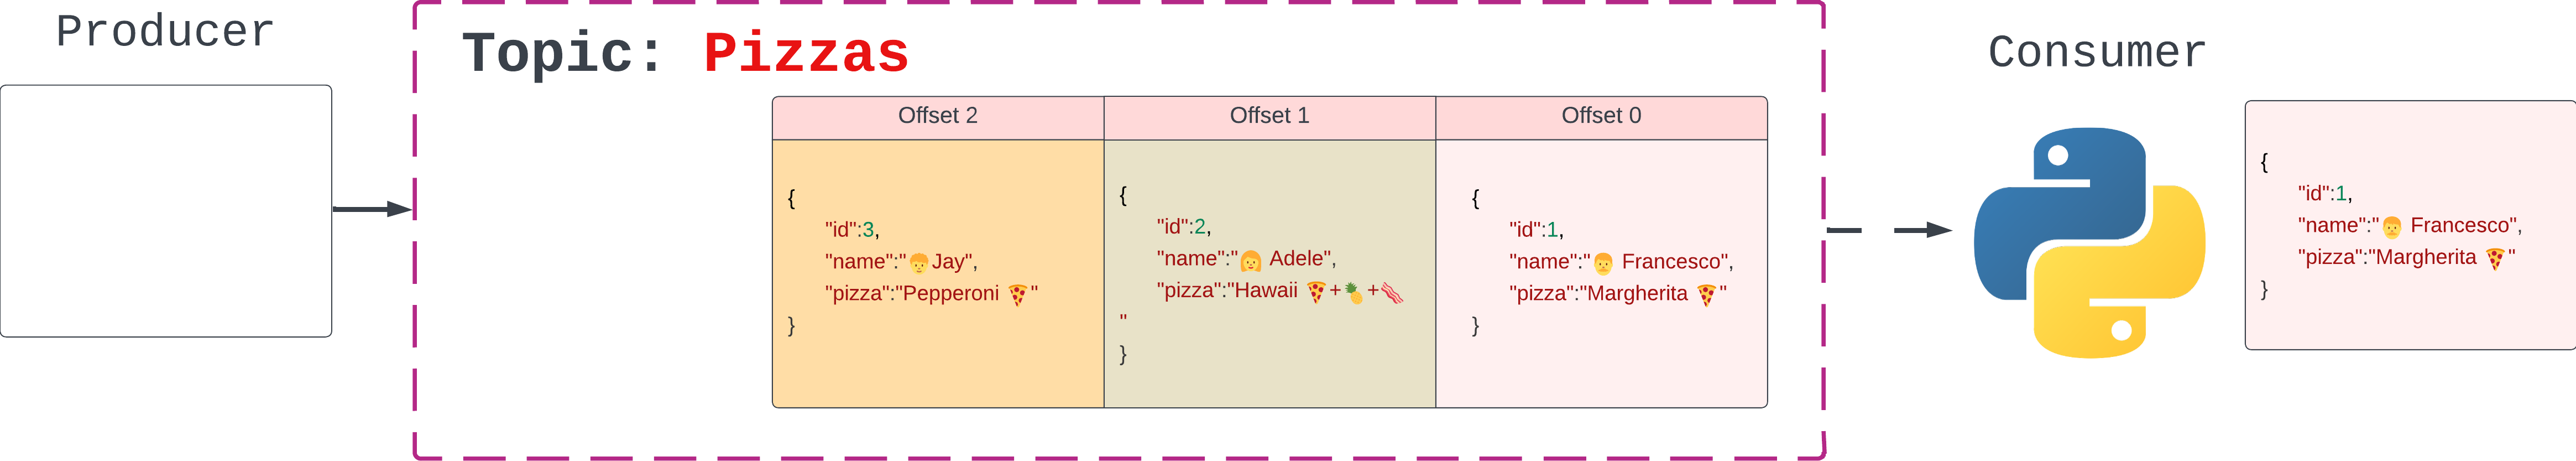 Producer
Topic: Pizzas
Offset 2
{
"id":3,
"name":"👦Jay",
"pizza":"Pepperoni 🍕"
}
Offset 1
{
"id":2,
"name":"👩 Adele",
"pizza":"Hawaii 🍕+🍍+🥓
"
}
Offset 0
{
"id":1,
"name":"👨 Francesco",
"pizza":"Margherita 🍕"
}
Consumer
{
"id":1,
"name":"👨 Francesco",
"pizza":"Margherita 🍕"
}